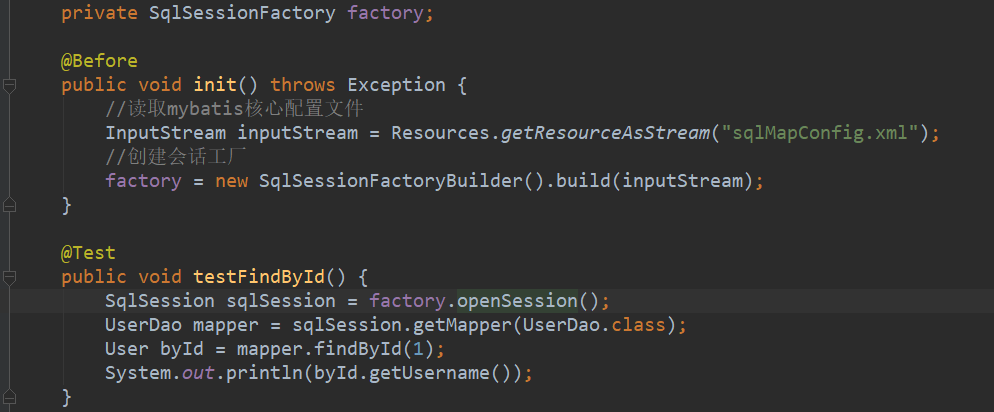 private SqlSessionFactory factory;
@Before
public void init() throws Exception {
//读取mybatis核心配置文件
InputStream inputStream = Resources.getResourceAsStream("sqlMapConfig.xml");
//创建会话工厂
factory = new SqlSessionFactoryBuilder().build(inputStream);
}
@Test
public void testFindById() {
SqlSession sqlSession = factory.openSession();
UserDao mapper = sqlSession.getMapper(UserDao.class);
User byId = mapper.findById(1);
System.out.println(byId.getUsername());
}